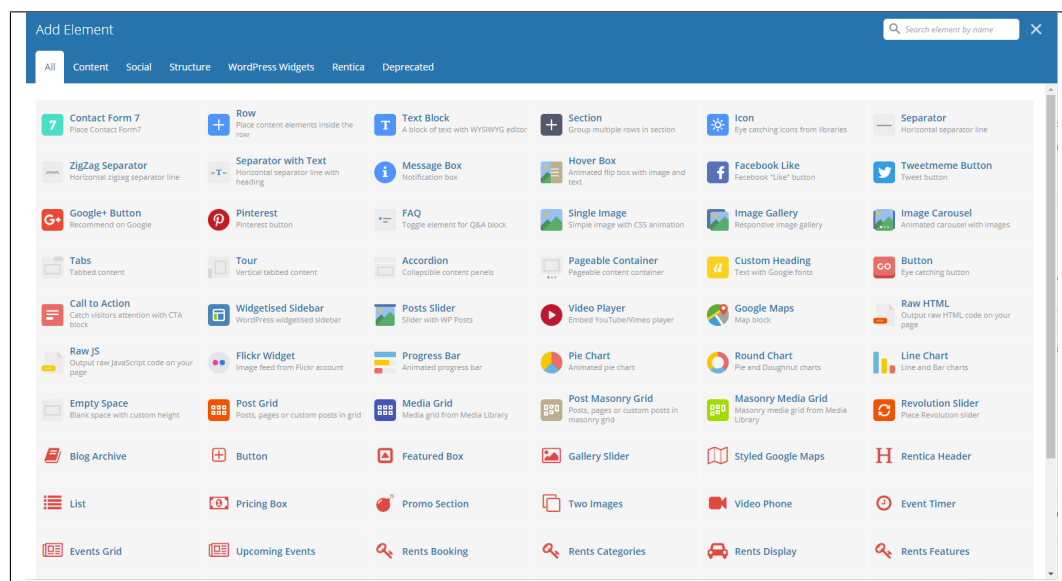 Add Element
Search element by name
All Content Social Structure WordPress Widgets Rentica Deprecated
7 Contact Form 7
Place Contact Form7
Row
Place content elements inside the
row
T Text Block
A block of text with WYSIWYG editor
Section
Group multiple rows in section
Icon
Eye catching icons from libraries
Separator
Horizontal separator line
ZigZag Separator
Horizontal zigzag separator line
-T- Separator with Text
Horizontal separator line with
heading
i Message Box
Notification box
Hover Box
Animated flip box with image and
text
f Facebook Like
Facebook "Like" button
Tweetmeme Button
Tweet button
G+ Google+ Button
Recommend on Google
Pinterest
Pinterest button
FAQ
Toggle element for Q&A block
Single Image
Simple image with CSS animation
Image Gallery
Responsive image gallery
Image Carousel
Animated carousel with images
Tabs
Tabbed content
Tour
Vertical tabbed content
Accordion
Collapsible content panels
Pageable Container
Pageable content container
a Custom Heading
Text with Google fonts
GO Button
Eye catching button
Call to Action
Catch visitors attention with CTA
block
Widgetised Sidebar
WordPress widgetised sidebar
Posts Slider
Slider with WP Posts
Video Player
Embed YouTube/Vimeo player
Google Maps
Map block
Raw HTML
Output raw HTML code on your
page
Raw JS
Output raw JavaScript code on your
page
Flickr Widget
Image feed from Flickr account
Progress Bar
Animated progress bar
Pie Chart
Animated pie chart
Round Chart
Pie and Doughnut charts
Line Chart
Line and Bar charts
Empty Space
Blank space with custom height
Post Grid
Posts, pages or custom posts in grid
Media Grid
Media grid from Media Library
Post Masonry Grid
Posts, pages or custom posts in
masonry grid
Masonry Media Grid
Masonry media grid from Media
Library
Revolution Slider
Place Revolution slider
Blog Archive
Button
Featured Box
Gallery Slider
Styled Google Maps
H Rentica Header
List
Pricing Box
Promo Section
Two Images
Video Phone
Event Timer
Events Grid
Upcoming Events
Rents Booking
Rents Categories
Rents Display
Rents Features